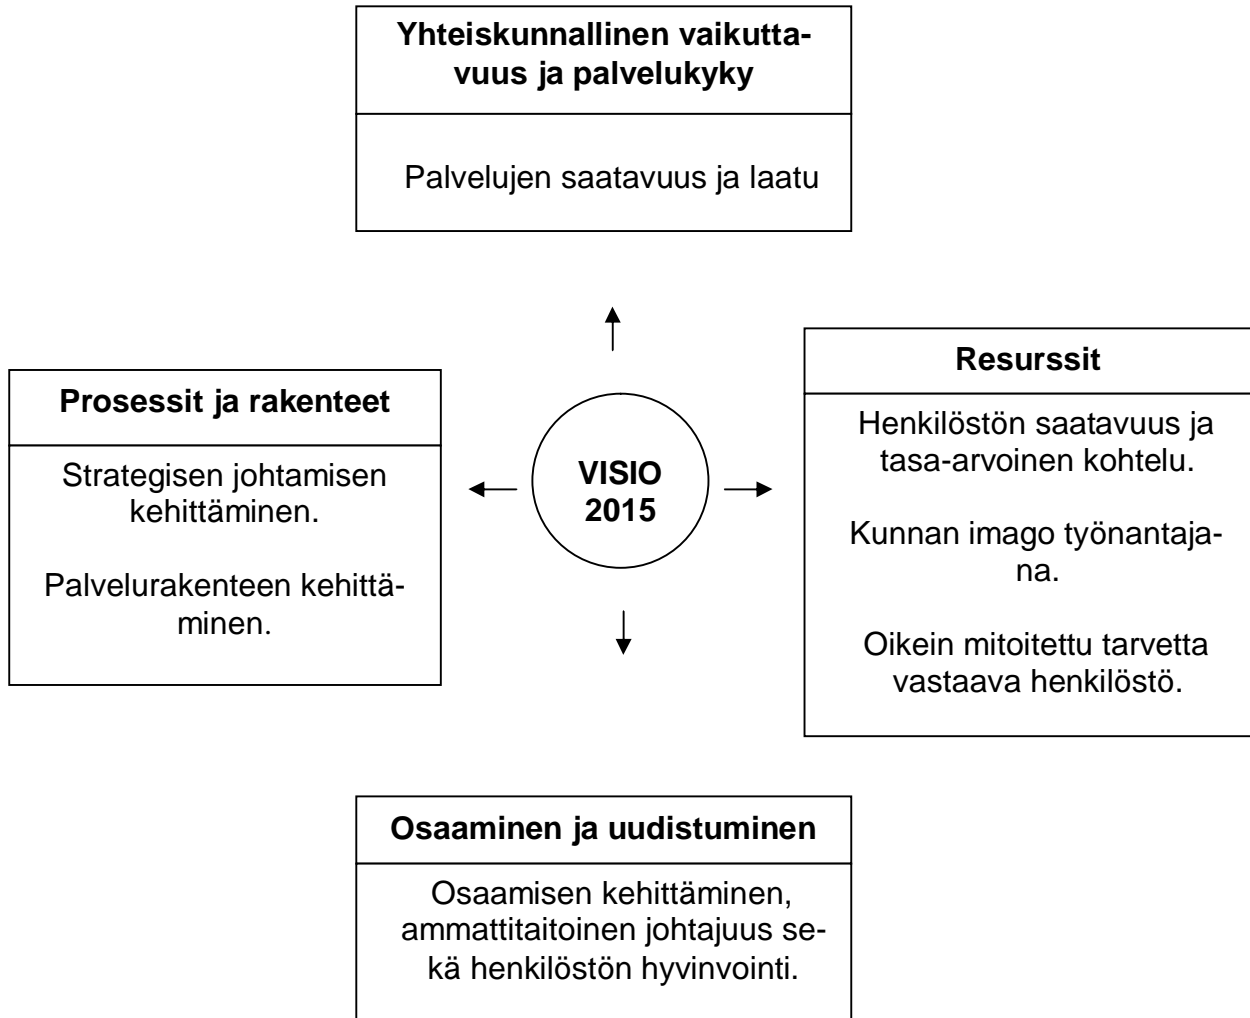 Yhteiskunnallinen vaikutta-
vuus ja palvelukyky
Palvelujen saatavuus ja laatu
Prosessit ja rakenteet
Strategisen johtamisen
kehittäminen.
Palvelurakenteen kehittä-
minen.
VISIO
2015
Resurssit
Henkilöstön saatavuus ja
tasa-arvoinen kohtelu.
Kunnan imago työnantaja-
na.
Oikein mitoitettu tarvetta
vastaava henkilöstö.
Osaaminen ja uudistuminen
Osaamisen kehittäminen,
ammattitaitoinen johtajuus se-
kä henkilöstön hyvinvointi.